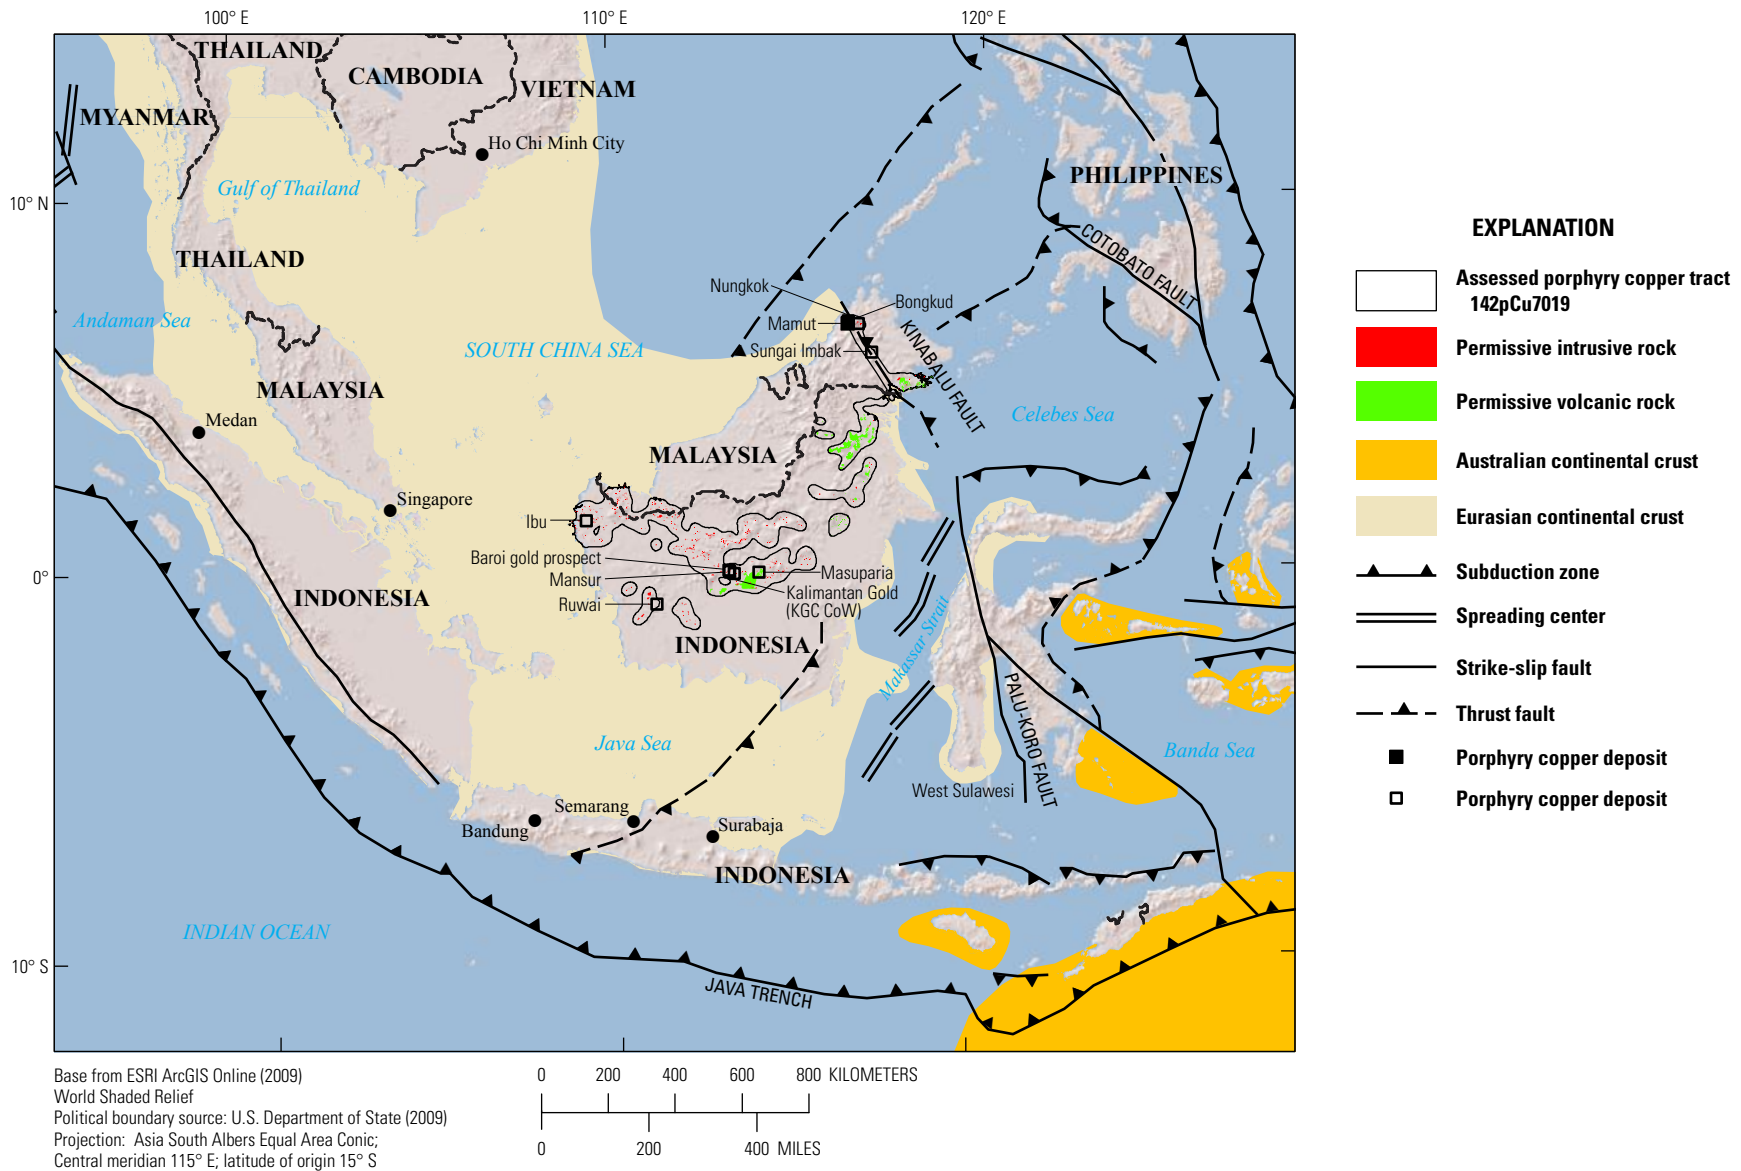 100° E
110° E
120° E
THAILAND
CAMBODIA
VIETNAM
MYANMAR
Ho Chi Minh City
PHILIPPINES
Gulf of Thailand
10° N
COTOBATO FAULT
THAILAND
Nungkok
Bongkud
Andaman Sea
Mamut
KINABALU FAULT
SOUTH CHINA SEA
Sungai Imbak
MALAYSIA
Celebes Sea
Medan
MALAYSIA
Singapore
Ibu
Baroi gold prospect
0°
Mansur
Masuparia
Kalimantan Gold
(KGC CoW)
INDONESIA
Ruwai
INDONESIA
Makassar Strait
PALU-KORO FAULT
Java Sea
Banda Sea
West Sulawesi
Semarang
Bandung
Surabaja
INDONESIA
INDIAN OCEAN
10° S
JAVA TRENCH
EXPLANATION
Assessed porphyry copper tract
142pCu7019
Permissive intrusive rock
Permissive volcanic rock
Australian continental crust
Eurasian continental crust
Subduction zone
Spreading center
Strike-slip fault
Thrust fault
Porphyry copper deposit
Porphyry copper deposit
Base from ESRI ArcGIS Online (2009)
World Shaded Relief
Political boundary source: U.S. Department of State (2009)
Projection: Asia South Albers Equal Area Conic;
Central meridian 115° E; latitude of origin 15° S
0 200 400 600 800 KILOMETERS
0 200 400 MILES